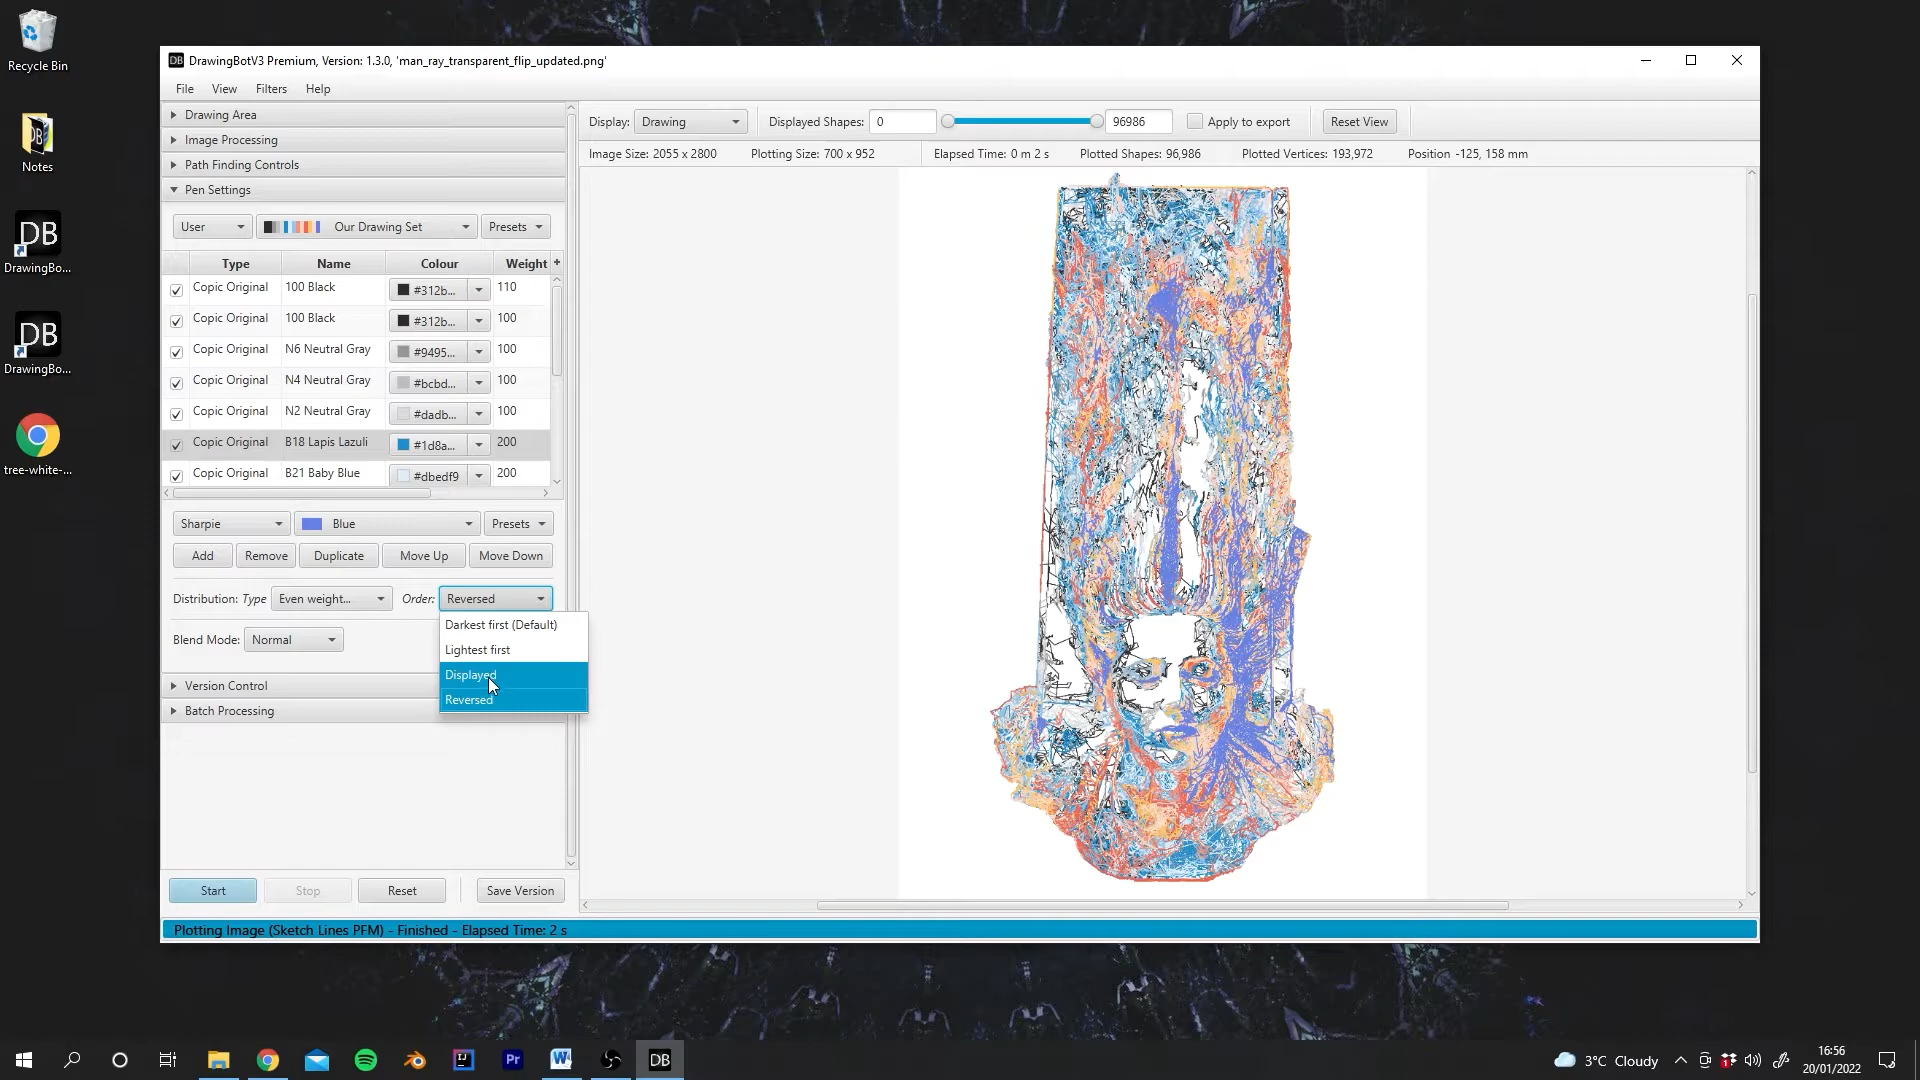 Recycle Bin
Notes
DB
DrawingBo...
DB
DrawingBo...
tree-white-...
DB DrawingBotV3 Premium, Version: 1.3.0, 'man_ray_transparent_flip_updated.png'
File View Filters Help
Drawing Area
Image Processing
Path Finding Controls
Pen Settings
User Our Drawing Set Presets
Type Name Colour Weight +
Copic Original 100 Black #312b... 110
Copic Original 100 Black #312b... 100
Copic Original N6 Neutral Gray #9495... 100
Copic Original N4 Neutral Gray #bcbd... 100
Copic Original N2 Neutral Gray #dadb... 100
Copic Original B18 Lapis Lazuli #1d8a... 200
Copic Original B21 Baby Blue #dbedf9 200
Sharpie Blue Presets
Add Remove Duplicate Move Up Move Down
Distribution: Type Even weight... Order: Reversed
Darkest first (Default)
Lightest first
Displayed
Reversed
Blend Mode: Normal
Version Control
Batch Processing
Start Stop Reset Save Version
Plotting Image (Sketch Lines PFM) - Finished - Elapsed Time: 2 s
Display: Drawing Displayed Shapes: 0 96986 Apply to export Reset View
Image Size: 2055 x 2800 Plotting Size: 700 x 952 Elapsed Time: 0 m 2 s Plotted Shapes: 96,986 Plotted Vertices: 193,972 Position -125, 158 mm
Pr W DB
3°C Cloudy
16:56
20/01/2022